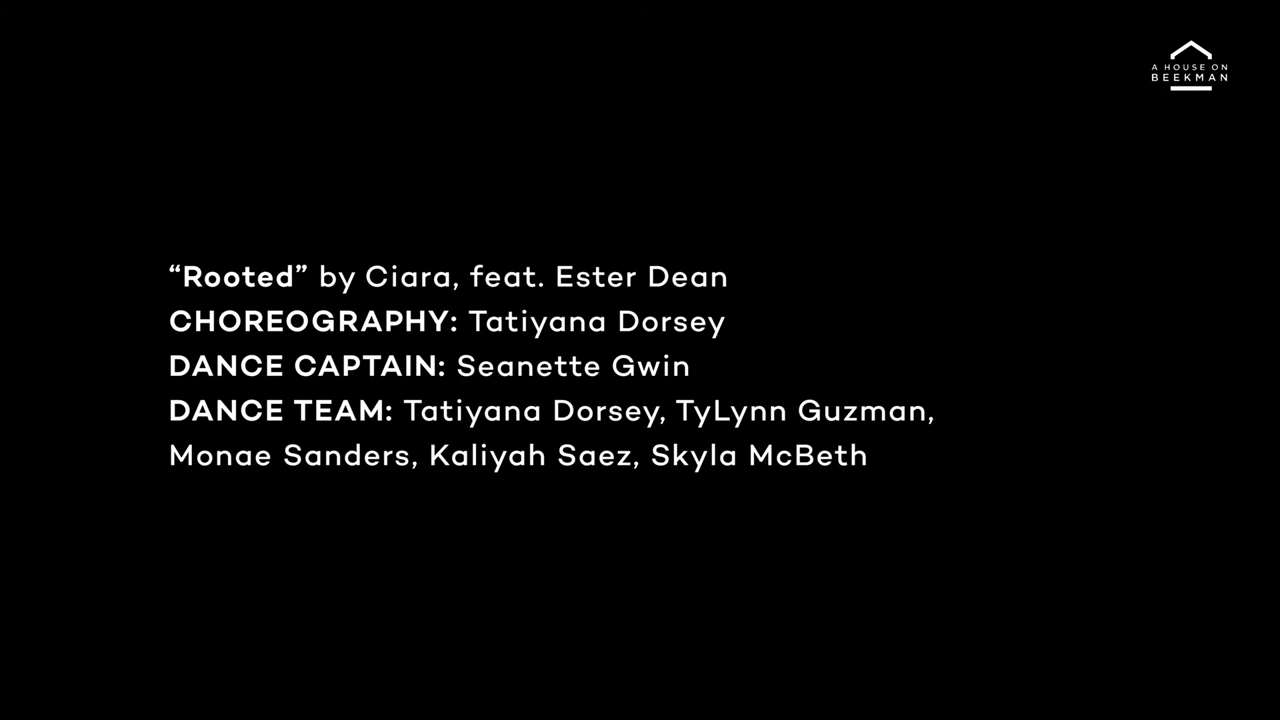 A HOUSE ON
BEEKMAN
“Rooted” by Ciara, feat. Ester Dean
CHOREOGRAPHY: Tatiyana Dorsey
DANCE CAPTAIN: Seanette Gwin
DANCE TEAM: Tatiyana Dorsey, TyLynn Guzman,
Monae Sanders, Kaliyah Saez, Skyla McBeth